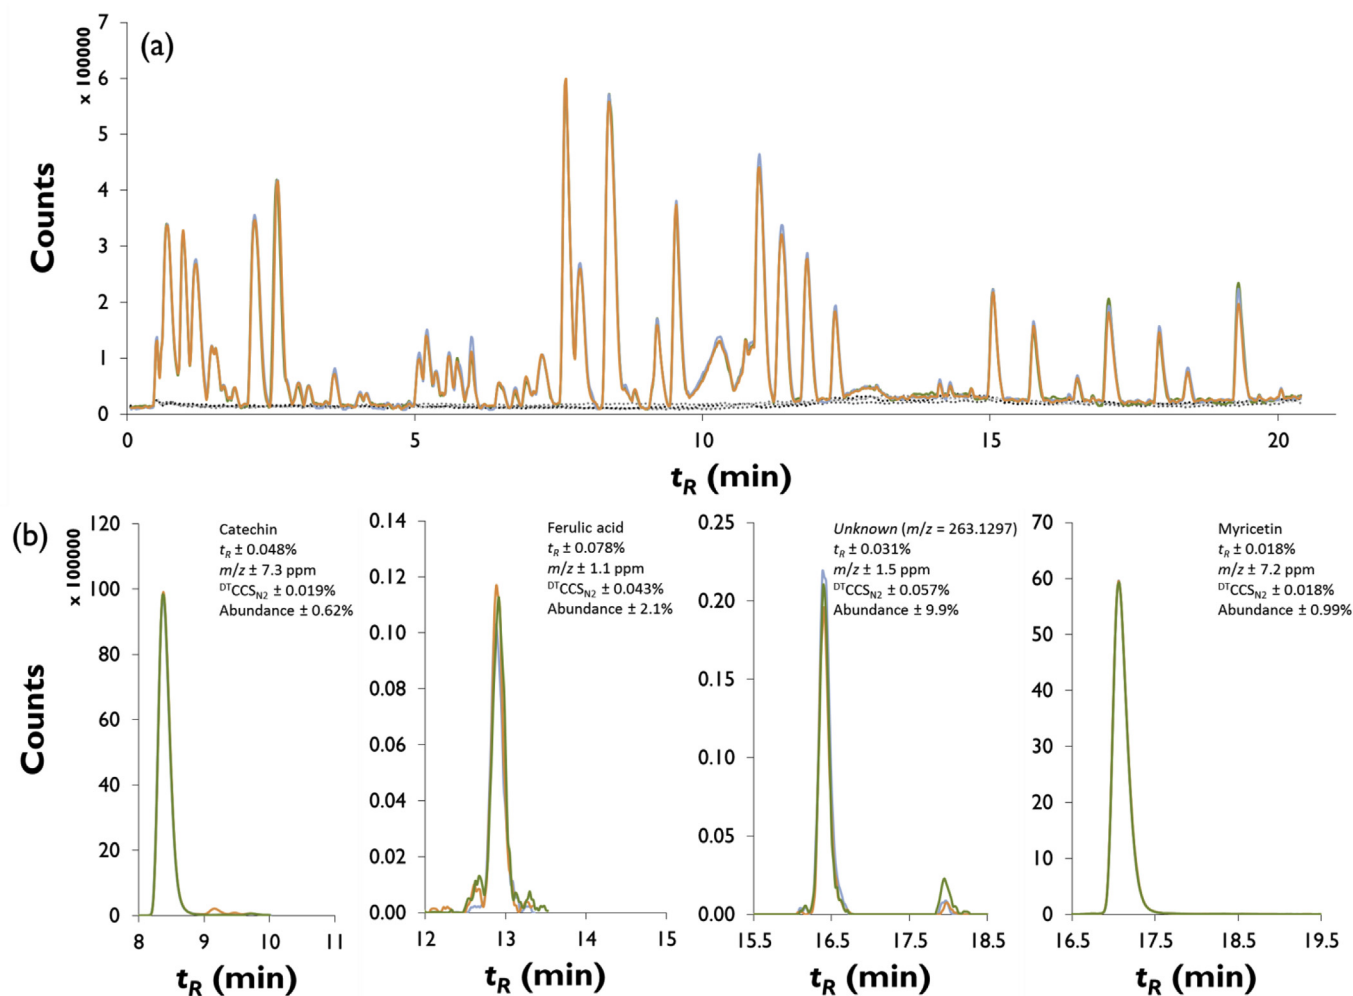 (a)
x 100000
Counts
7
6
5
4
3
2
1
0
0 5 10 15 20
tR (min)
(b)
x 100000
Counts
120
100
80
60
40
20
0
8 9 10 11
tR (min)
Catechin
tR ± 0.048%
m/z ± 7.3 ppm
DTCCSN2 ± 0.019%
Abundance ± 0.62%
0.14
0.12
0.10
0.08
0.06
0.04
0.02
0.00
12 13 14 15
tR (min)
Ferulic acid
tR ± 0.078%
m/z ± 1.1 ppm
DTCCSN2 ± 0.043%
Abundance ± 2.1%
0.25
0.20
0.15
0.10
0.05
0.00
15.5 16.5 17.5 18.5
tR (min)
Unknown (m/z = 263.1297)
tR ± 0.031%
m/z ± 1.5 ppm
DTCCSN2 ± 0.057%
Abundance ± 9.9%
70
60
50
40
30
20
10
0
16.5 17.5 18.5 19.5
tR (min)
Myricetin
tR ± 0.018%
m/z ± 7.2 ppm
DTCCSN2 ± 0.018%
Abundance ± 0.99%